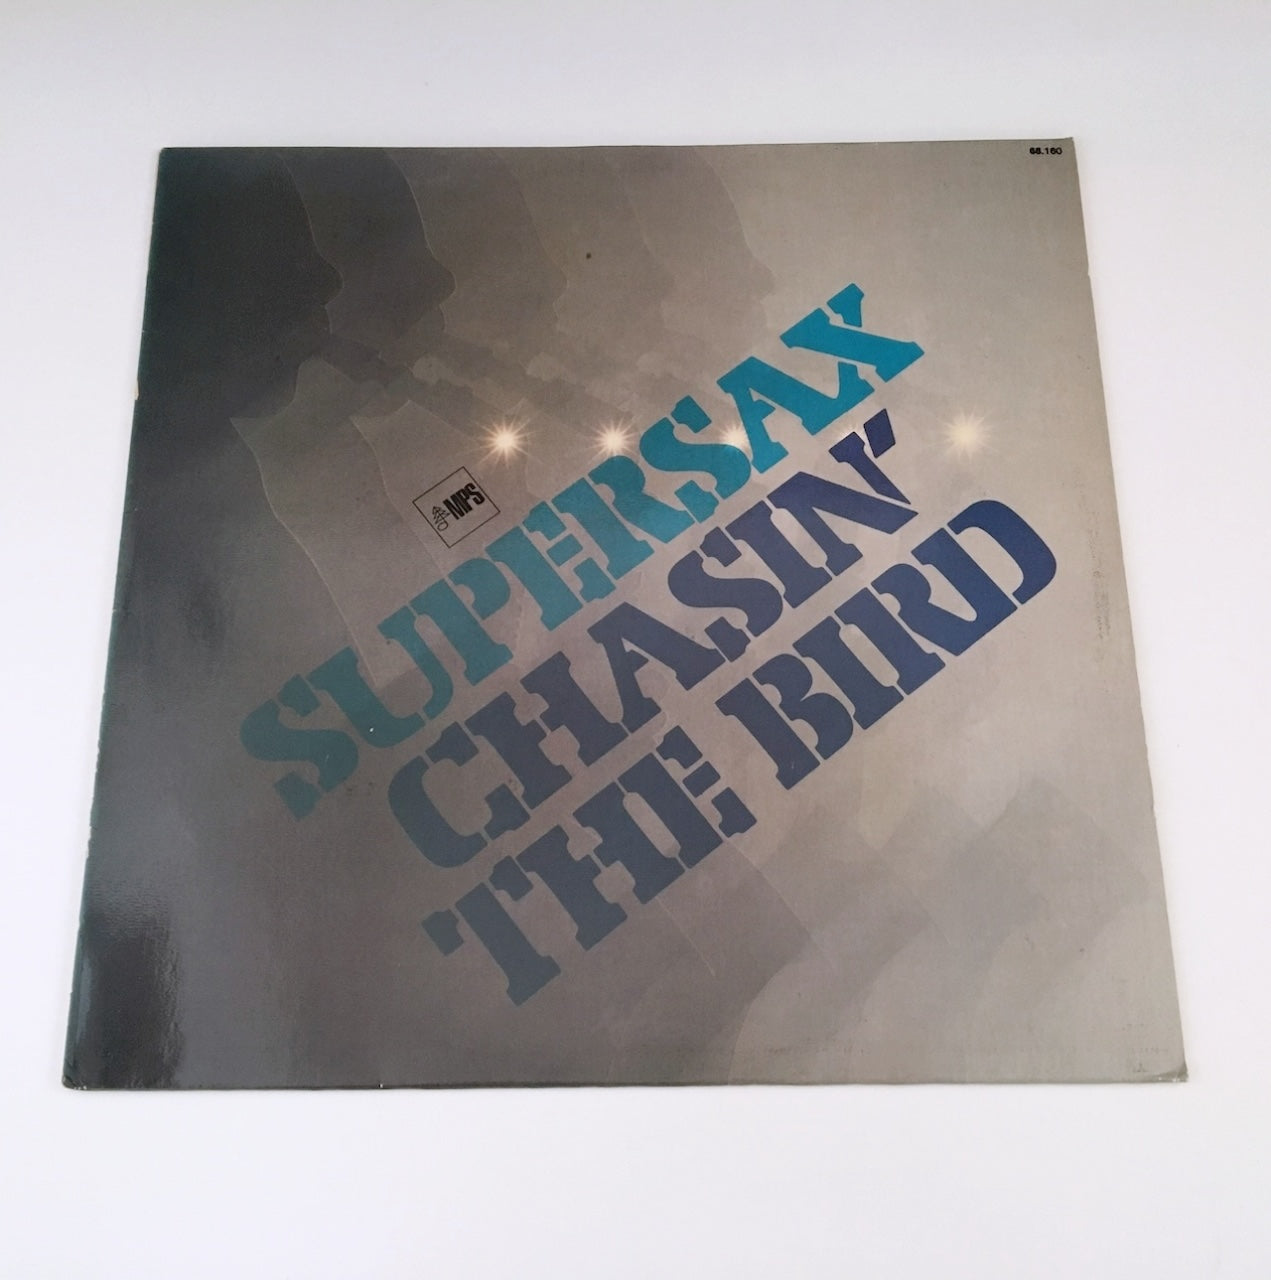 68.160
MPS
SUPERSAX
CHASIN'
THE BIRD